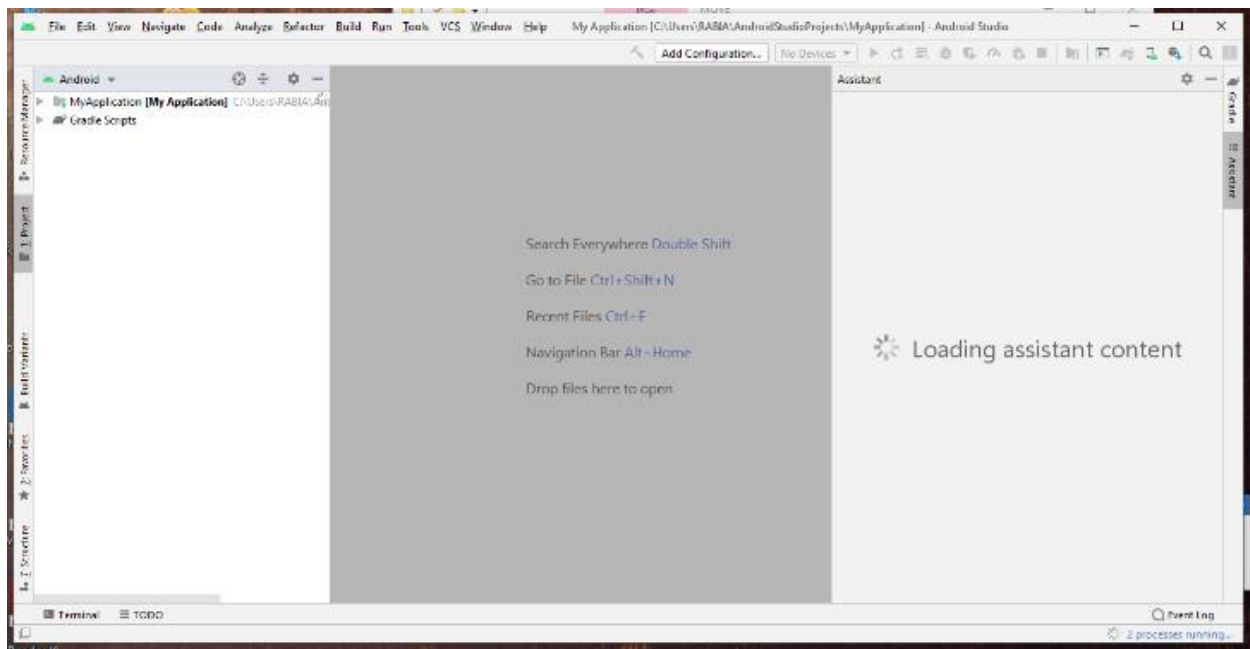 File Edit View Navigate Code Analyze Refactor Build Run Tools VCS Window Help My Application [C:\Users\RABIA\AndroidStudioProjects\MyApplication] - Android Studio
Add Configuration... No Devices
Android
Assistant
MyApplication [My Application] C:\Users\RABIA\An
Gradle Scripts
Resource Manager
1: Project
Build Variants
2: Favorites
7: Structure
Search Everywhere Double Shift
Go to File Ctrl+Shift+N
Recent Files Ctrl+E
Navigation Bar Alt+Home
Drop files here to open
Loading assistant content
Gradle
Assistant
Terminal TODO
Event Log
2 processes running...